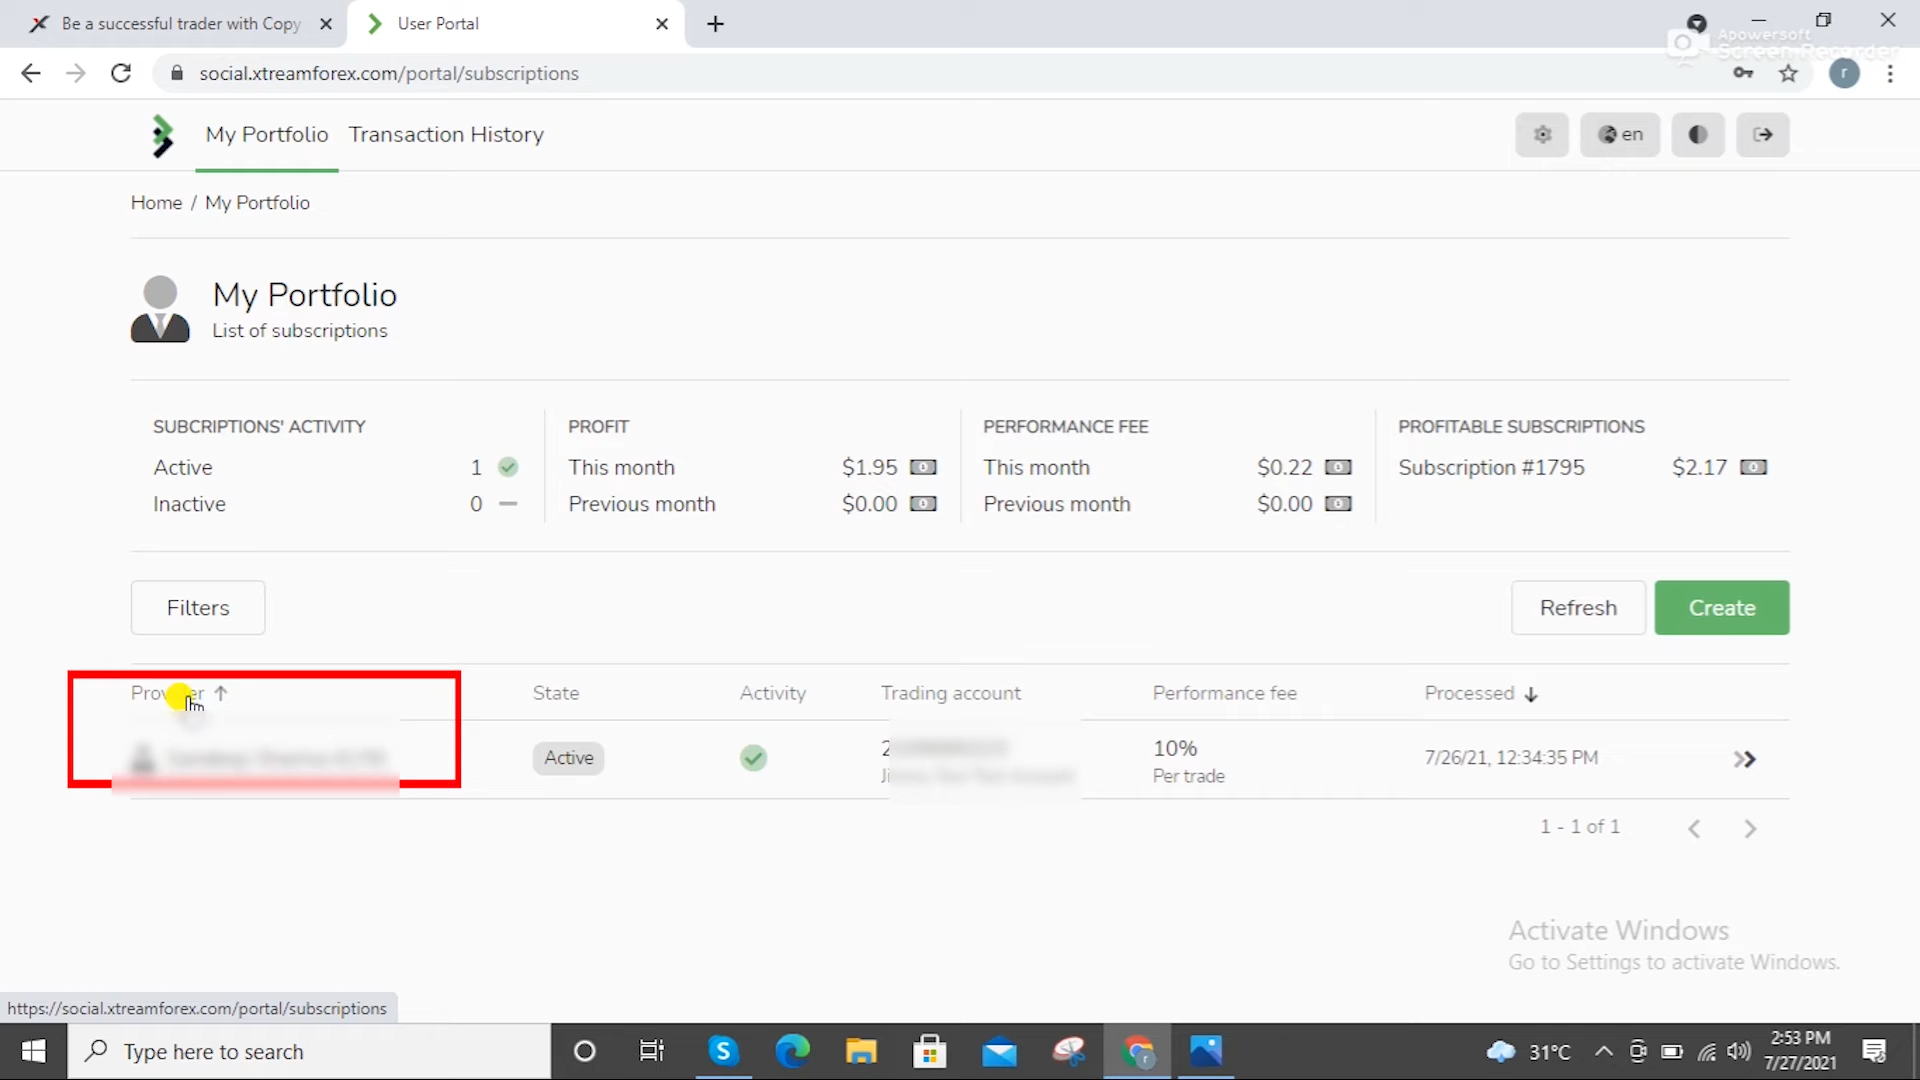 Be a successful trader with Copy
User Portal
Apowersoft
Screen Recorder
social.xtreamforex.com/portal/subscriptions
r
My Portfolio
Transaction History
en
Home / My Portfolio
My Portfolio
List of subscriptions
SUBCRIPTIONS' ACTIVITY
Active 1
Inactive 0
PROFIT
This month $1.95
Previous month $0.00
PERFORMANCE FEE
This month $0.22
Previous month $0.00
PROFITABLE SUBSCRIPTIONS
Subscription #1795 $2.17
Filters
Refresh
Create
Provider
State
Activity
Trading account
Performance fee
Processed
Active
10%
Per trade
7/26/21, 12:34:35 PM
1 - 1 of 1
Activate Windows
Go to Settings to activate Windows.
https://social.xtreamforex.com/portal/subscriptions
Type here to search
31°C
2:53 PM
7/27/2021